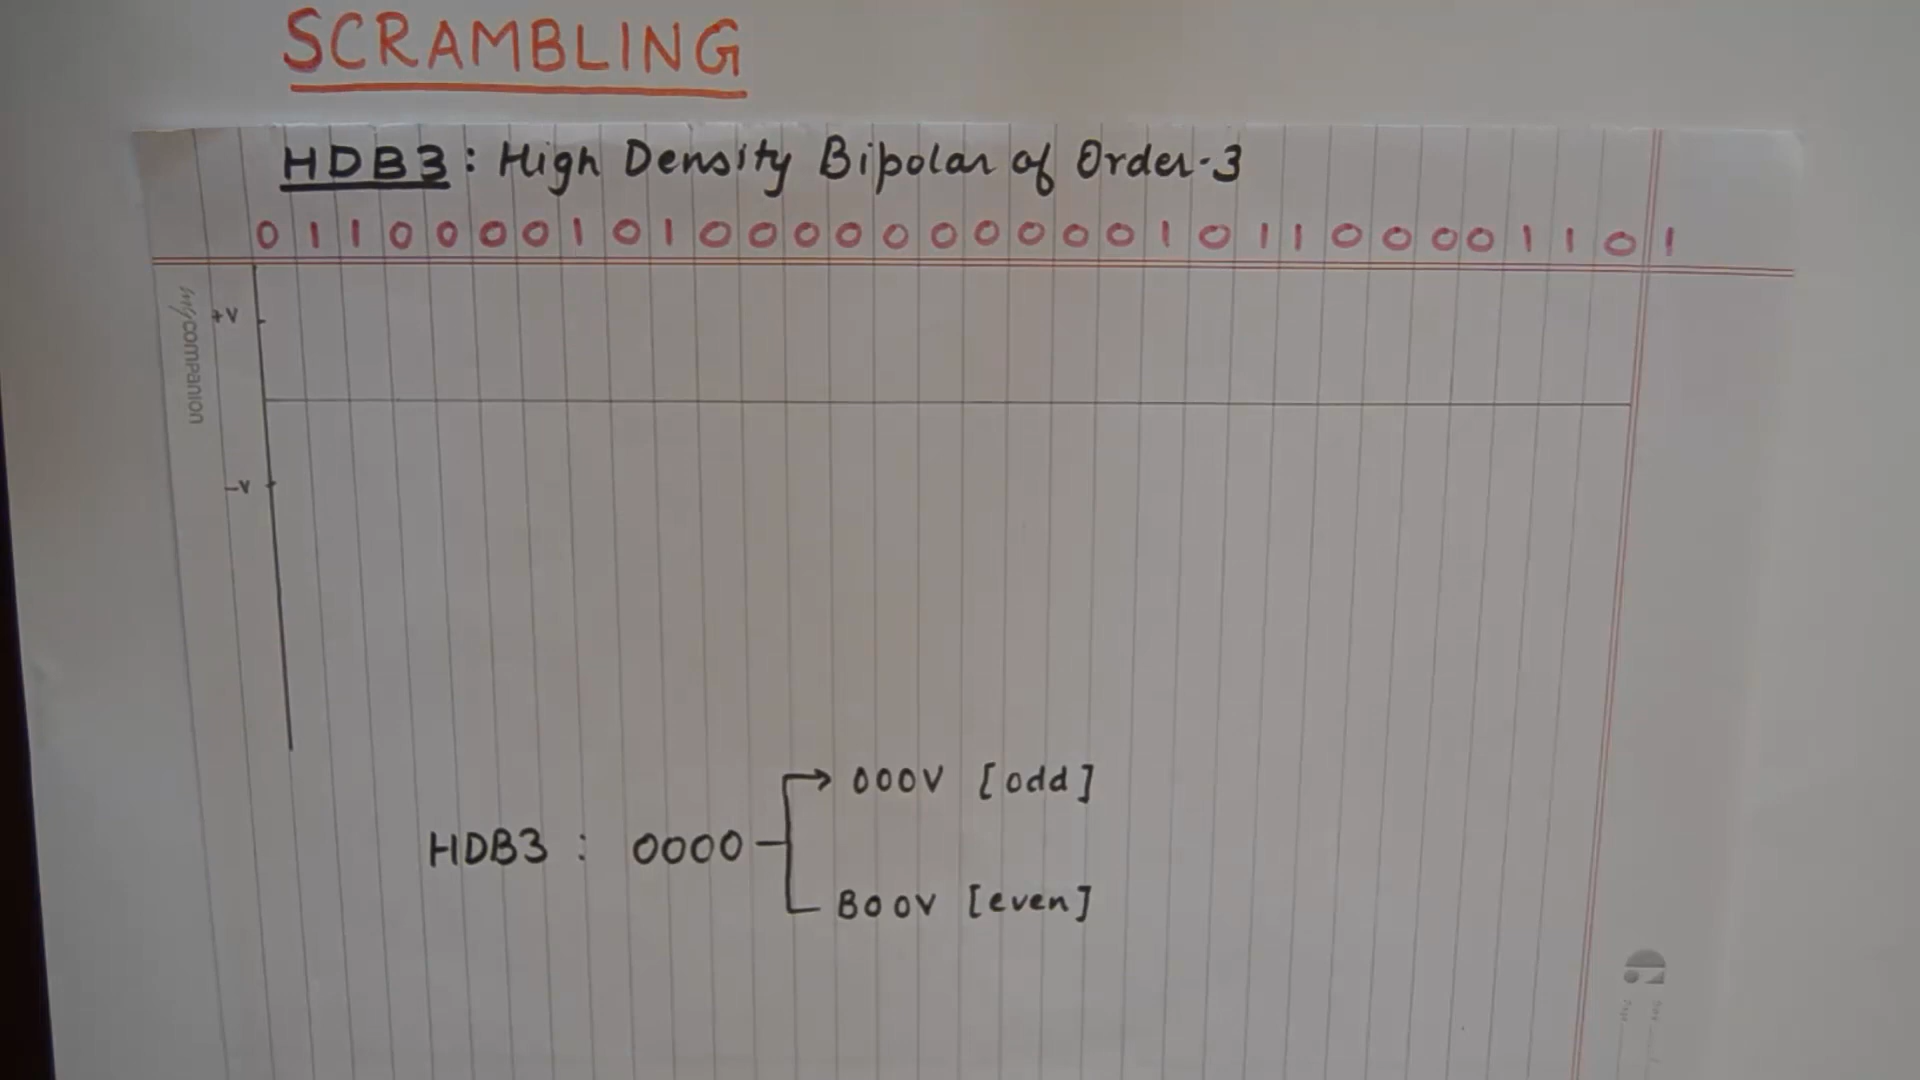 SCRAMBLING
HDB3: High Density Bipolar of Order-3
0 1 1 0 0 0 0 1 0 1 0 0 0 0 0 0 0 0 0 0 1 0 1 1 0 0 0 0 1 1 0 1
mycompanion
+V
-V
000V [odd]
HDB3 : 0000
B00V [even]